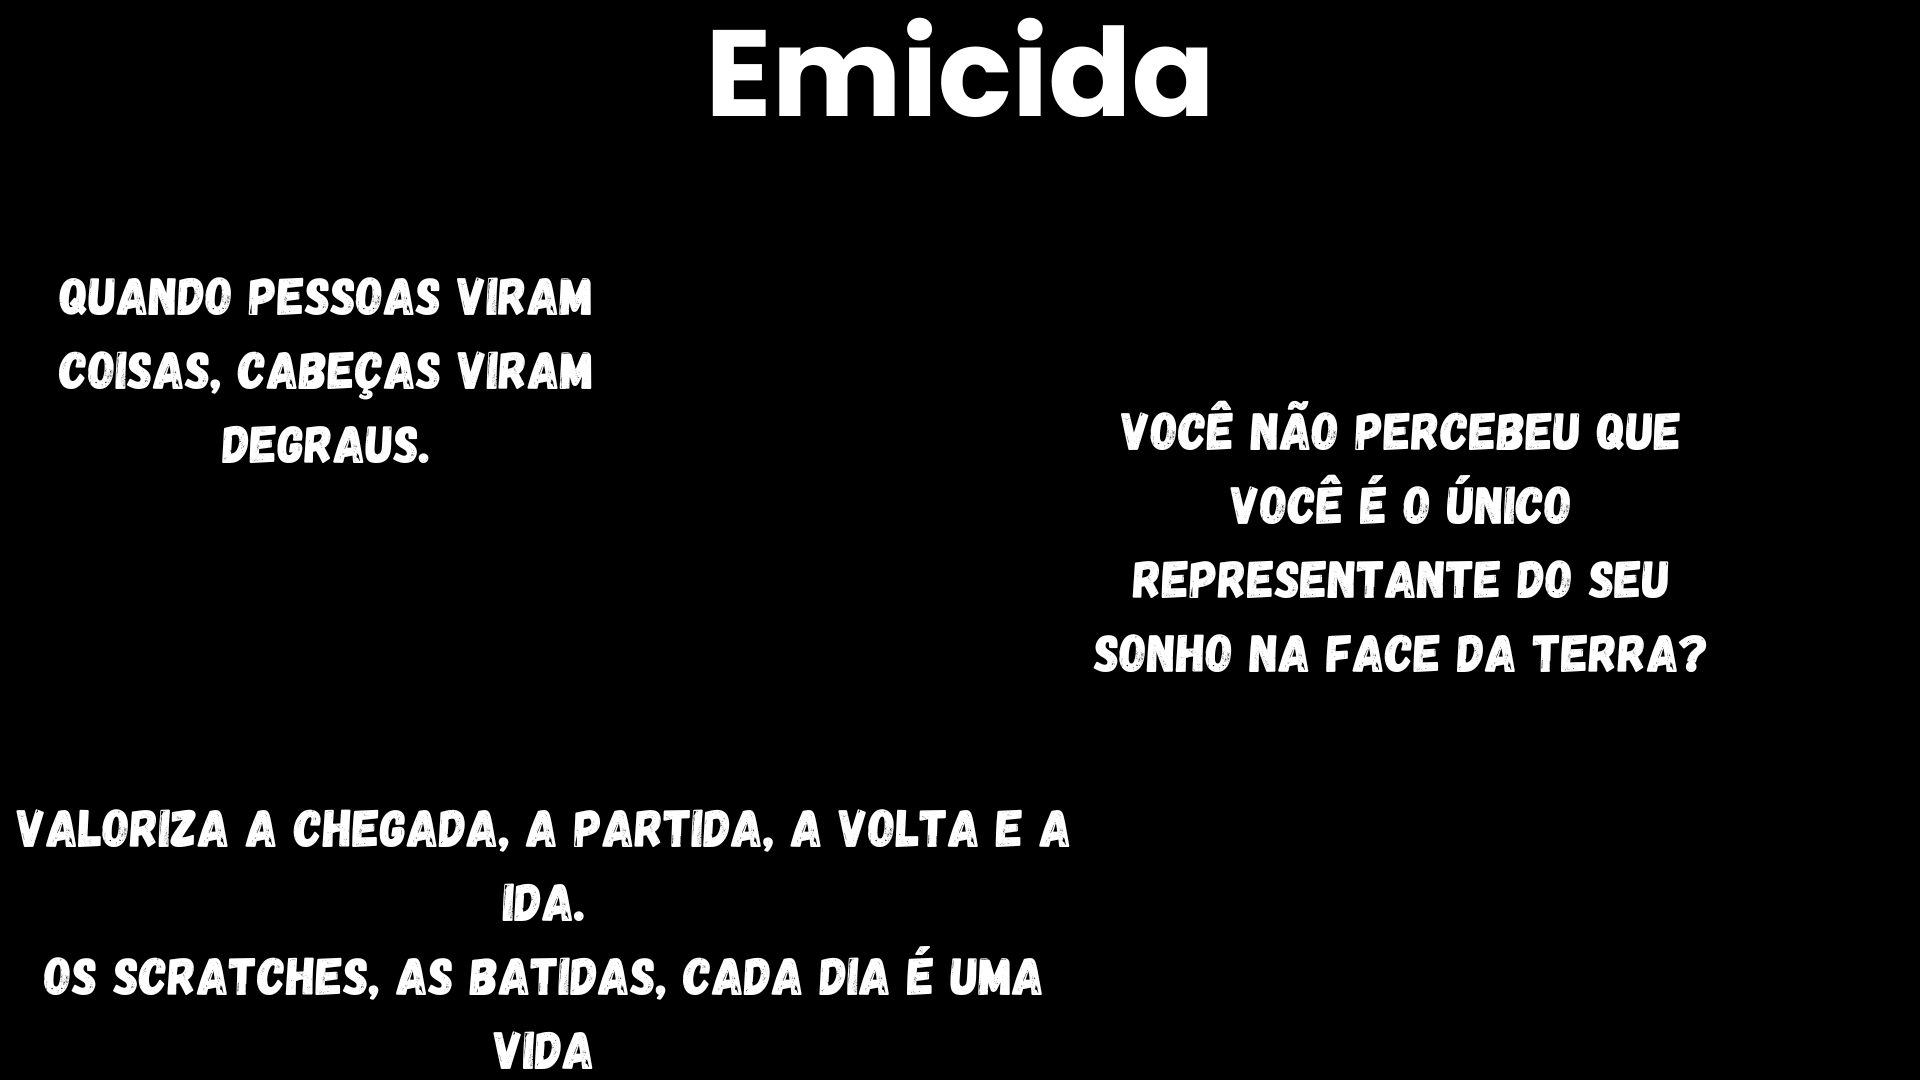 Emicida
QUANDO PESSOAS VIRAM
COISAS, CABEÇAS VIRAM
DEGRAUS.
VOCÊ NÃO PERCEBEU QUE
VOCÊ É O ÚNICO
REPRESENTANTE DO SEU
SONHO NA FACE DA TERRA?
VALORIZA A CHEGADA, A PARTIDA, A VOLTA E A
IDA.
OS SCRATCHES, AS BATIDAS, CADA DIA É UMA
VIDA